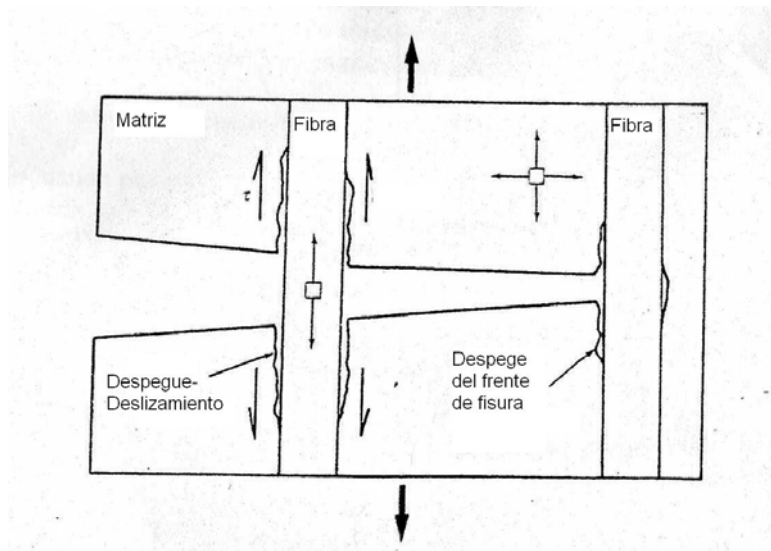 Matriz
Fibra
Fibra
τ
Despegue-
Deslizamiento
Despege
del frente
de fisura